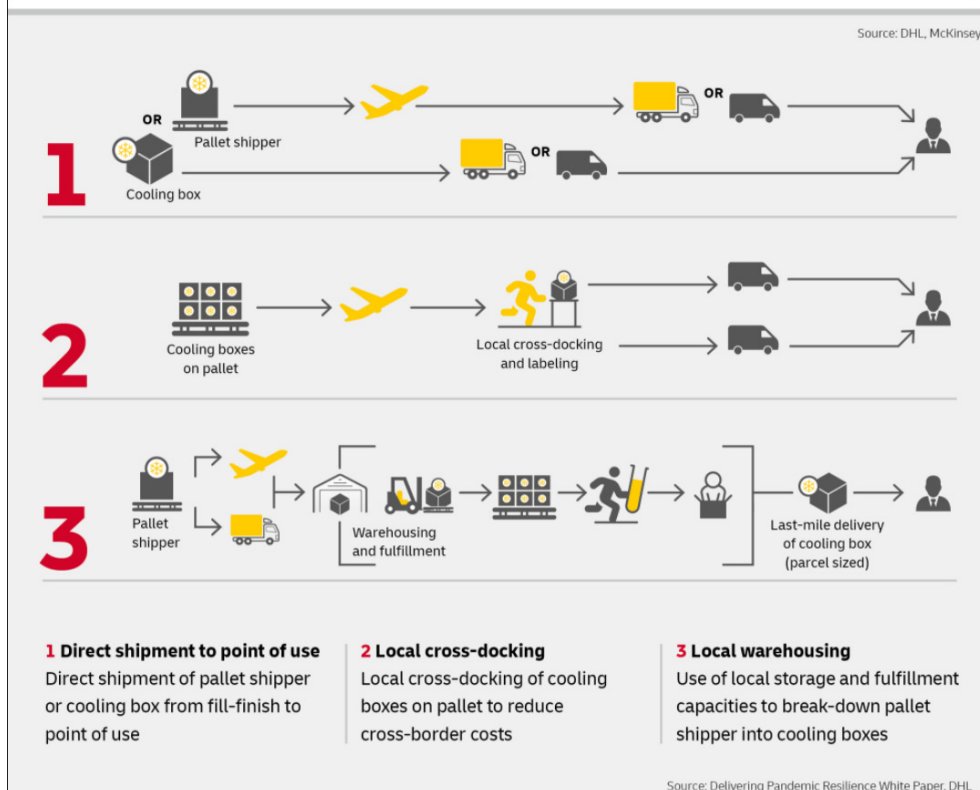 Source: DHL, McKinsey
1
OR
Pallet shipper
Cooling box
OR
OR
2
Cooling boxes
on pallet
Local cross-docking
and labeling
3
Pallet
shipper
Warehousing
and fulfillment
Last-mile delivery
of cooling box
(parcel sized)
1 Direct shipment to point of use
Direct shipment of pallet shipper
or cooling box from fill-finish to
point of use
2 Local cross-docking
Local cross-docking of cooling
boxes on pallet to reduce
cross-border costs
3 Local warehousing
Use of local storage and fulfillment
capacities to break-down pallet
shipper into cooling boxes
Source: Delivering Pandemic Resilience White Paper, DHL